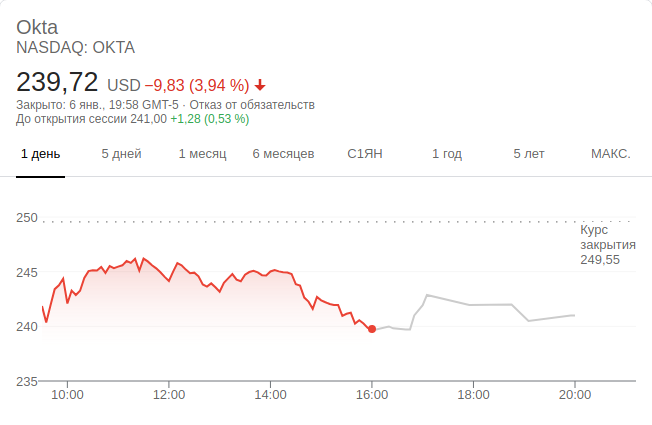 Okta
NASDAQ: OKTA
239,72 USD −9,83 (3,94 %)
Закрыто: 6 янв., 19:58 GMT-5 · Отказ от обязательств
До открытия сессии 241,00 +1,28 (0,53 %)
1 день 5 дней 1 месяц 6 месяцев С1ЯН 1 год 5 лет МАКС.
250
Курс
закрытия
249,55
245
240
235
10:00 12:00 14:00 16:00 18:00 20:00